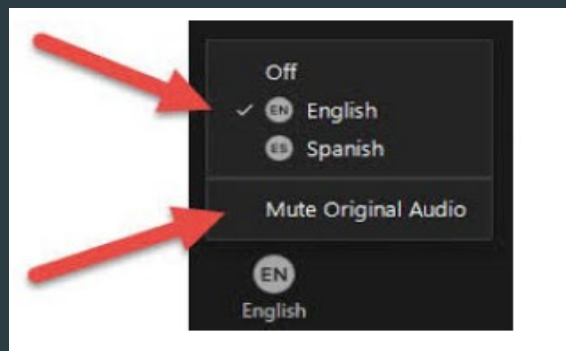 Off
EN English
ES Spanish
Mute Original Audio
EN
English